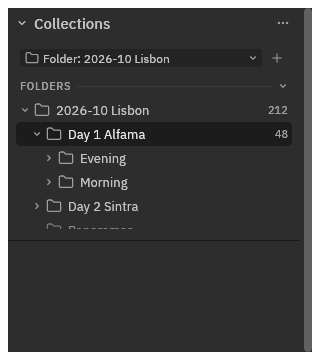 Collections
Folder: 2026-10 Lisbon
FOLDERS
2026-10 Lisbon 212
Day 1 Alfama 48
Evening
Morning
Day 2 Sintra